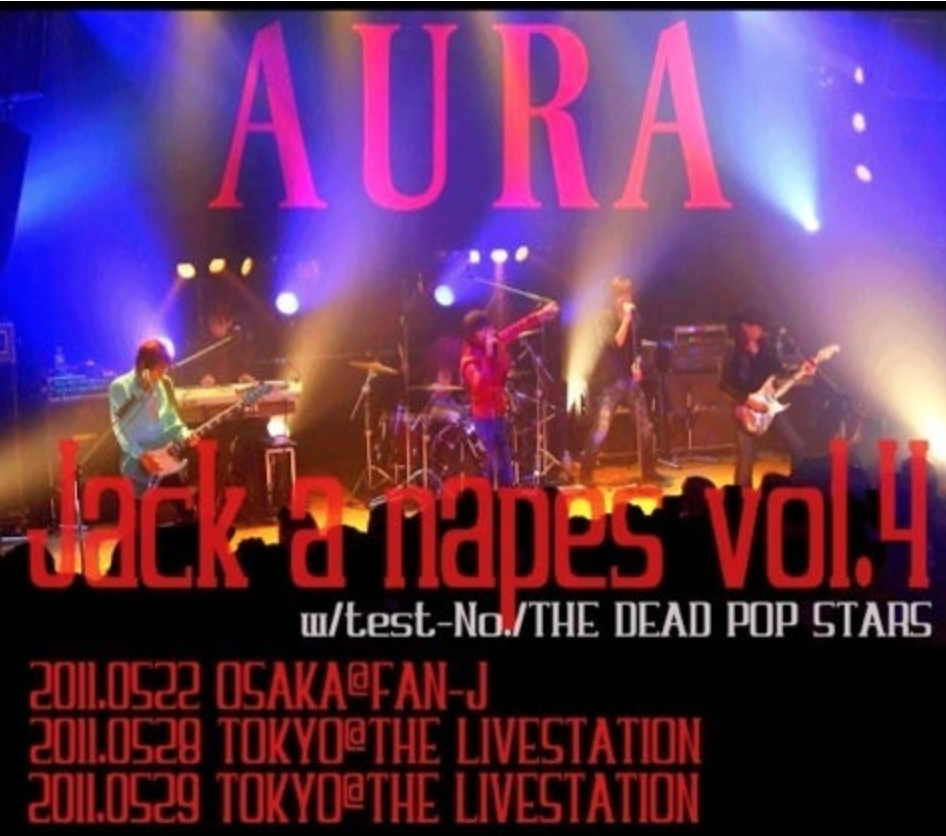 AURA
Jack a napes vol.4
w/test-No./THE DEAD POP STARS
2011.0522 OSAKA@FAN-J
2011.0528 TOKYO@THE LIVESTATION
2011.0529 TOKYO@THE LIVESTATION